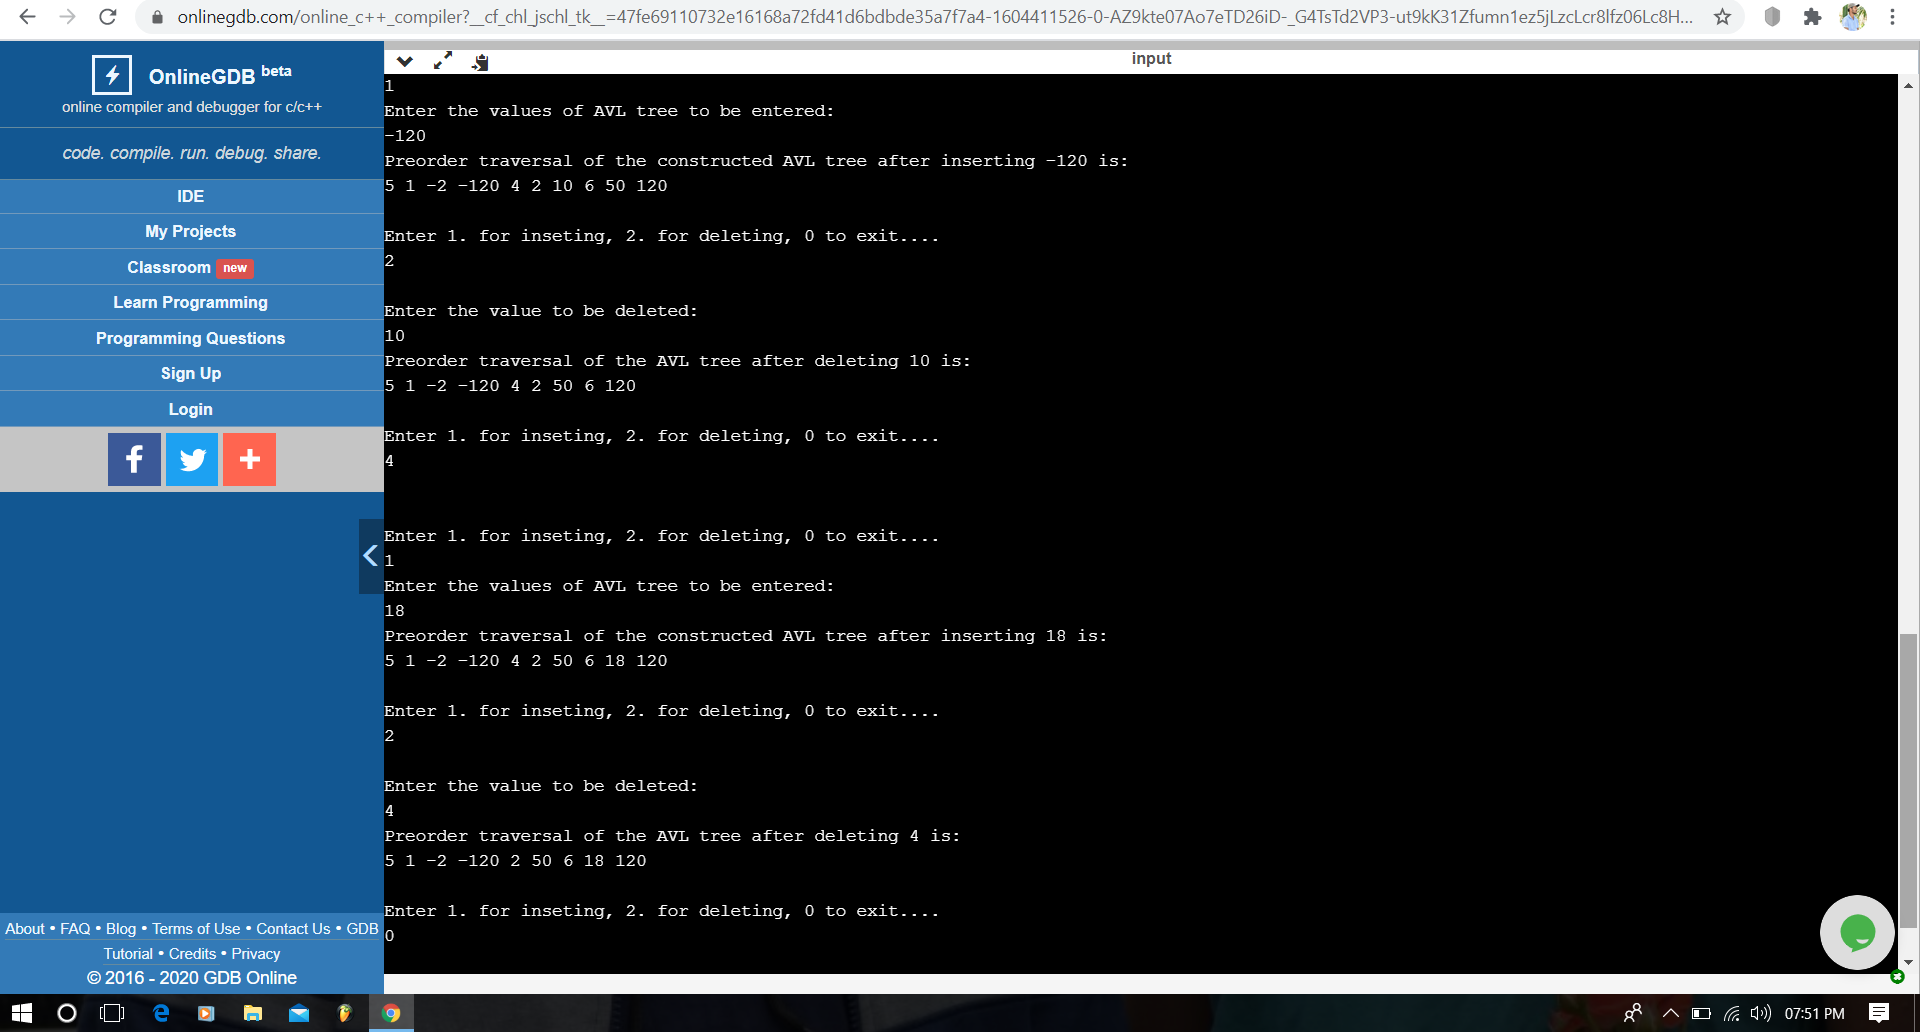 onlinegdb.com/online_c++_compiler?__cf_chl_jschl_tk__=47fe69110732e16168a72fd41d6bdbde35a7f7a4-1604411526-0-AZ9kte07Ao7eTD26iD-_G4TsTd2VP3-ut9kK31Zfumn1ez5jLzcLcr8lfz06Lc8H...
OnlineGDB beta
online compiler and debugger for c/c++
code. compile. run. debug. share.
IDE
My Projects
Classroom new
Learn Programming
Programming Questions
Sign Up
Login
About • FAQ • Blog • Terms of Use • Contact Us • GDB
Tutorial • Credits • Privacy
© 2016 - 2020 GDB Online
input
1
Enter the values of AVL tree to be entered:
-120
Preorder traversal of the constructed AVL tree after inserting -120 is:
5 1 -2 -120 4 2 10 6 50 120
Enter 1. for inseting, 2. for deleting, 0 to exit....
2
Enter the value to be deleted:
10
Preorder traversal of the AVL tree after deleting 10 is:
5 1 -2 -120 4 2 50 6 120
Enter 1. for inseting, 2. for deleting, 0 to exit....
4
Enter 1. for inseting, 2. for deleting, 0 to exit....
1
Enter the values of AVL tree to be entered:
18
Preorder traversal of the constructed AVL tree after inserting 18 is:
5 1 -2 -120 4 2 50 6 18 120
Enter 1. for inseting, 2. for deleting, 0 to exit....
2
Enter the value to be deleted:
4
Preorder traversal of the AVL tree after deleting 4 is:
5 1 -2 -120 2 50 6 18 120
Enter 1. for inseting, 2. for deleting, 0 to exit....
0
07:51 PM